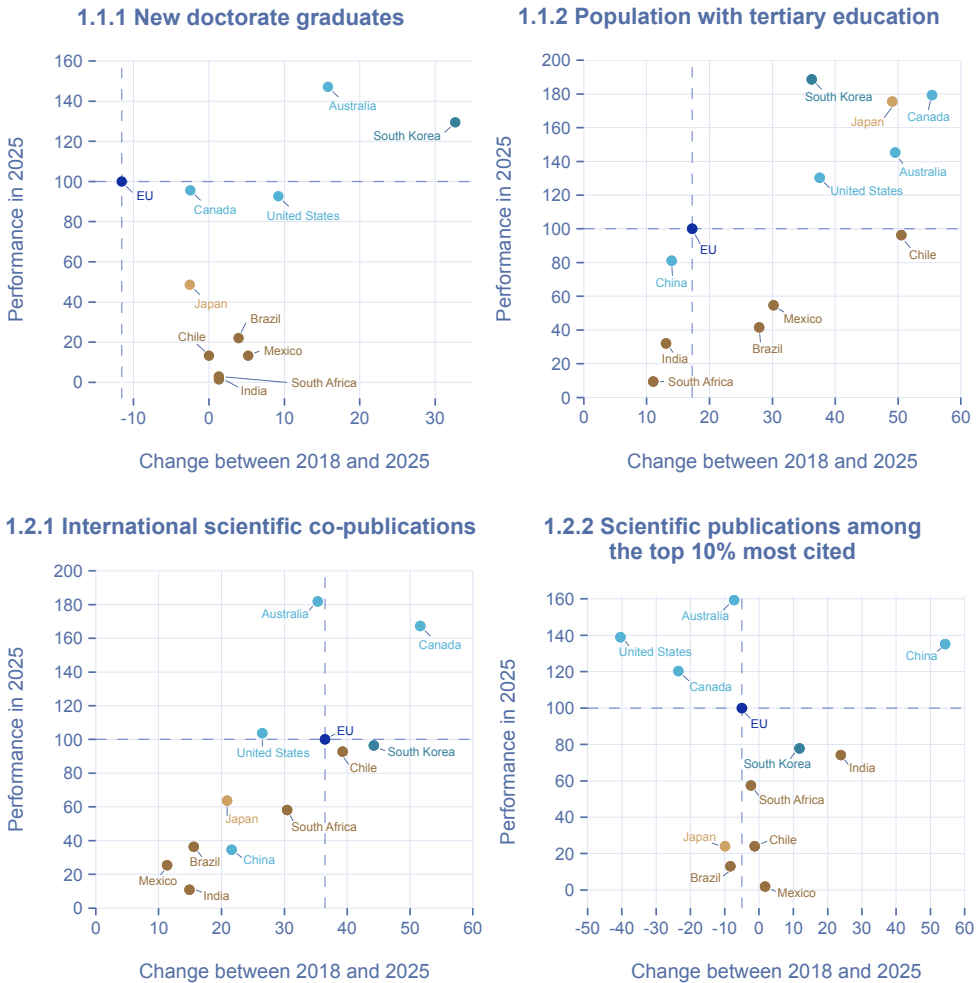 1.1.1 New doctorate graduates
160
140
120
100
80
60
40
20
0
Performance in 2025
Australia
South Korea
EU
Canada
United States
Japan
Brazil
Chile
Mexico
South Africa
India
-10
0
10
20
30
Change between 2018 and 2025
1.1.2 Population with tertiary education
200
180
160
140
120
100
80
60
40
20
0
Performance in 2025
South Korea
Japan
Canada
Australia
United States
EU
Chile
China
Mexico
Brazil
India
South Africa
0
10
20
30
40
50
60
Change between 2018 and 2025
1.2.1 International scientific co-publications
200
180
160
140
120
100
80
60
40
20
0
Performance in 2025
Australia
Canada
EU
United States
South Korea
Chile
Japan
South Africa
Brazil
China
Mexico
India
0
10
20
30
40
50
60
Change between 2018 and 2025
1.2.2 Scientific publications among
the top 10% most cited
160
140
120
100
80
60
40
20
0
Performance in 2025
Australia
United States
China
Canada
EU
South Korea
India
South Africa
Japan
Chile
Brazil
Mexico
-50
-40
-30
-20
-10
0
10
20
30
40
50
60
Change between 2018 and 2025